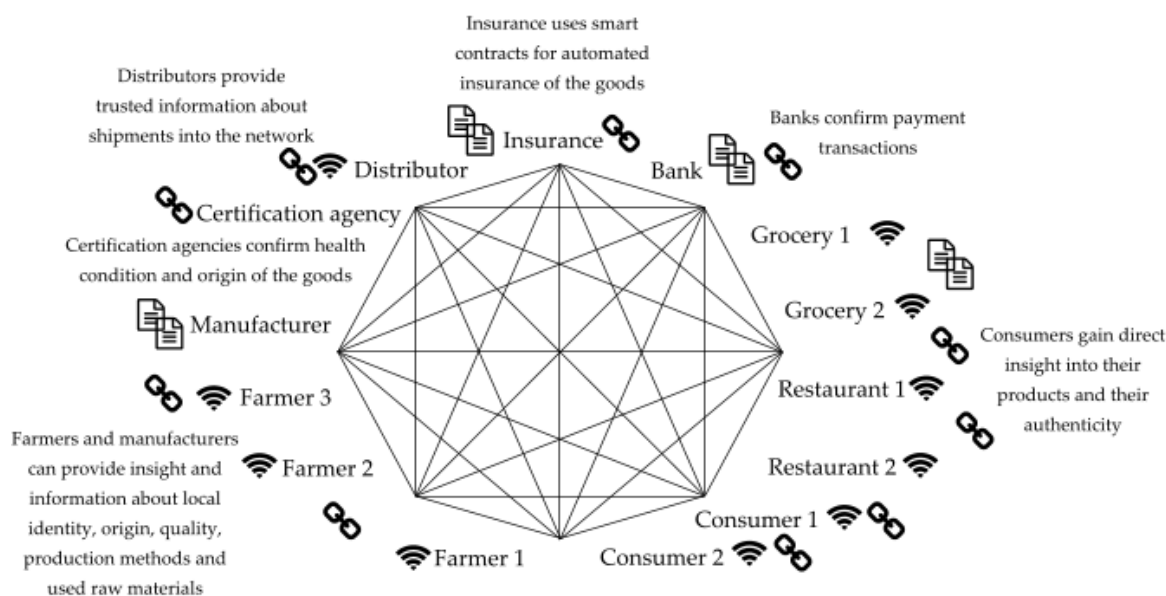 Insurance uses smart
contracts for automated
insurance of the goods
Distributors provide
trusted information about
shipments into the network
Banks confirm payment
transactions
Insurance
Distributor
Bank
Certification agency
Certification agencies confirm health
condition and origin of the goods
Grocery 1
Manufacturer
Grocery 2
Consumers gain direct
insight into their
products and their
authenticity
Farmer 3
Restaurant 1
Farmers and manufacturers
can provide insight and
information about local
identity, origin, quality,
production methods and
used raw materials
Farmer 2
Restaurant 2
Consumer 1
Farmer 1
Consumer 2